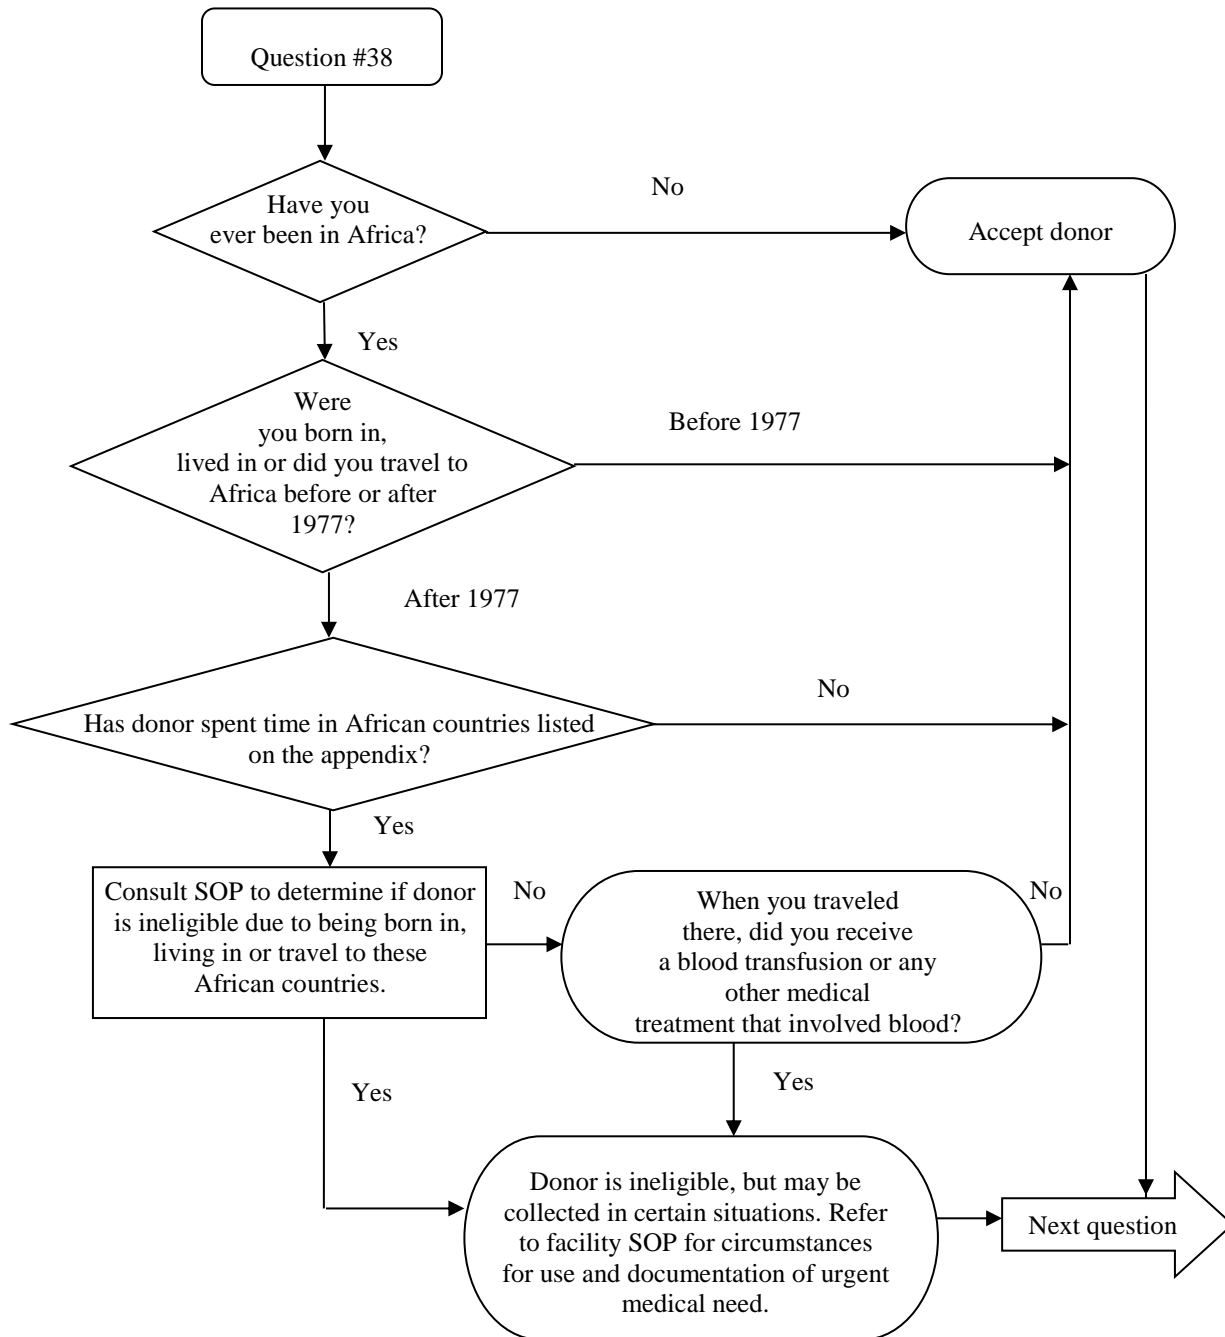 Question #38
Have you
ever been in Africa?
No
Accept donor
Yes
Were
you born in,
lived in or did you travel to
Africa before or after
1977?
Before 1977
After 1977
Has donor spent time in African countries listed
on the appendix?
No
Yes
Consult SOP to determine if donor
is ineligible due to being born in,
living in or travel to these
African countries.
No
When you traveled
there, did you receive
a blood transfusion or any
other medical
treatment that involved blood?
No
Yes
Yes
Donor is ineligible, but may be
collected in certain situations. Refer
to facility SOP for circumstances
for use and documentation of urgent
medical need.
Next question